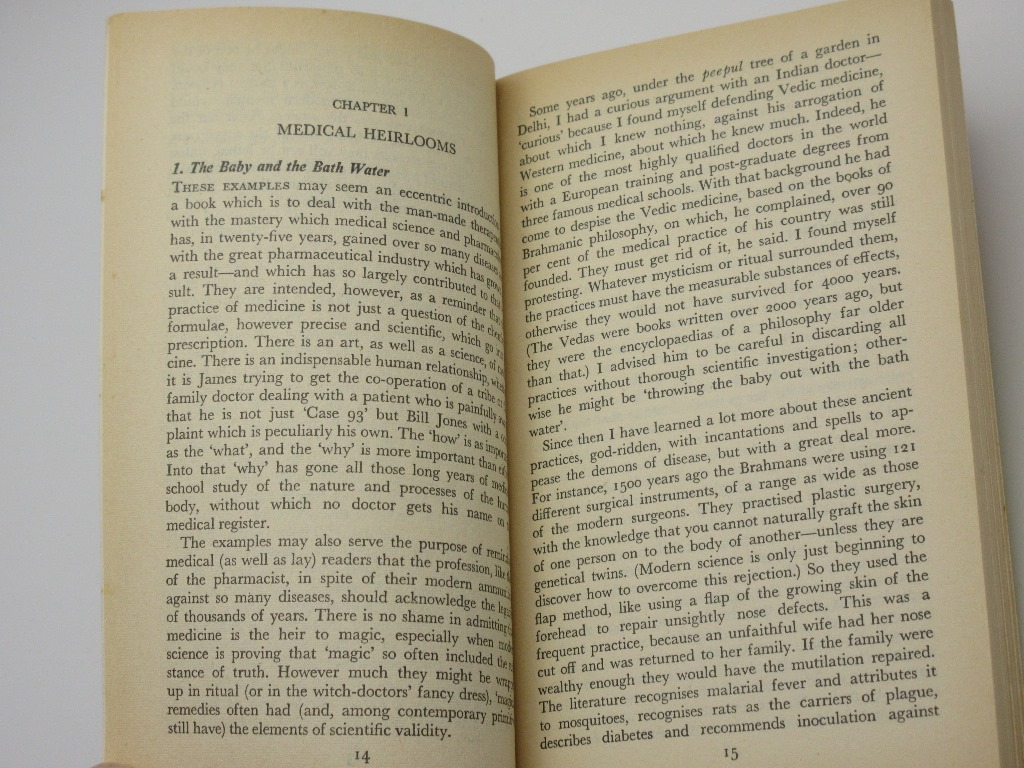 CHAPTER 1
MEDICAL HEIRLOOMS
1. The Baby and the Bath Water
THESE EXAMPLES may seem an eccentric introduction
a book which is to deal with the man-made
with the mastery which medical science and
has, in twenty-five years, gained over so many diseases
with the great pharmaceutical industry which has
a result—and which has so largely contributed to
sult. They are intended, however, as a reminder
practice of medicine is not just a question of the
formulae, however precise and scientific, which go
prescription. There is an art, as well as a science, of
cine. There is an indispensable human relationship,
it is James trying to get the co-operation of a tribe
family doctor dealing with a patient who is painfully
that he is not just 'Case 93' but Bill Jones with a
plaint which is peculiarly his own. The 'how' is as
as the 'what', and the 'why' is more important than
Into that 'why' has gone all those long years of
school study of the nature and processes of the
body, without which no doctor gets his name
medical register.
The examples may also serve the purpose of
medical (as well as lay) readers that the profession, like
of the pharmacist, in spite of their modern
against so many diseases, should acknowledge the
of thousands of years. There is no shame in admitting
medicine is the heir to magic, especially when
science is proving that 'magic' so often included the
stance of truth. However much they might be
up in ritual (or in the witch-doctors' fancy dress),
remedies often had (and, among contemporary
still have) the elements of scientific validity.
14
Some years ago, under the peepul tree of a garden in
Delhi, I had a curious argument with an Indian doctor—
'curious' because I found myself defending Vedic medicine,
about which I knew nothing, against his arrogation of
Western medicine, about which he knew much. Indeed, he
is one of the most highly qualified doctors in the world
with a European training and post-graduate degrees from
three famous medical schools. With that background he had
come to despise the Vedic medicine, based on the books of
Brahmanic philosophy, on which, he complained, over 90
per cent of the medical practice of his country was still
founded. They must get rid of it, he said. I found myself
protesting. Whatever mysticism or ritual surrounded them,
the practices must have the measurable substances of effects,
otherwise they would not have survived for 4000 years.
(The Vedas were books written over 2000 years ago, but
they were the encyclopaedias of a philosophy far older
than that.) I advised him to be careful in discarding all
practices without thorough scientific investigation; other-
wise he might be 'throwing the baby out with the bath
water'.
Since then I have learned a lot more about these ancient
practices, god-ridden, with incantations and spells to ap-
pease the demons of disease, but with a great deal more.
For instance, 1500 years ago the Brahmans were using 121
different surgical instruments, of a range as wide as those
of the modern surgeons. They practised plastic surgery,
with the knowledge that you cannot naturally graft the skin
of one person on to the body of another—unless they are
genetical twins. (Modern science is only just beginning to
discover how to overcome this rejection.) So they used the
flap method, like using a flap of the growing skin of the
forehead to repair unsightly nose defects. This was a
frequent practice, because an unfaithful wife had her nose
cut off and was returned to her family. If the family were
wealthy enough they would have the mutilation repaired.
The literature recognises malarial fever and attributes it
to mosquitoes, recognises rats as the carriers of plague,
describes diabetes and recommends inoculation against
15